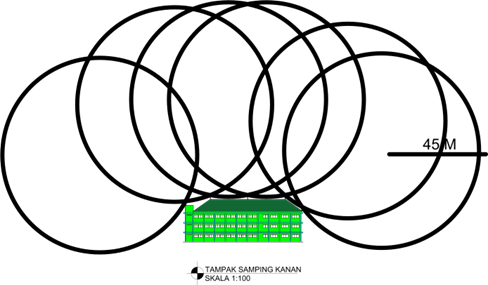 45 M
TAMPAK SAMPING KANAN
SKALA 1:100